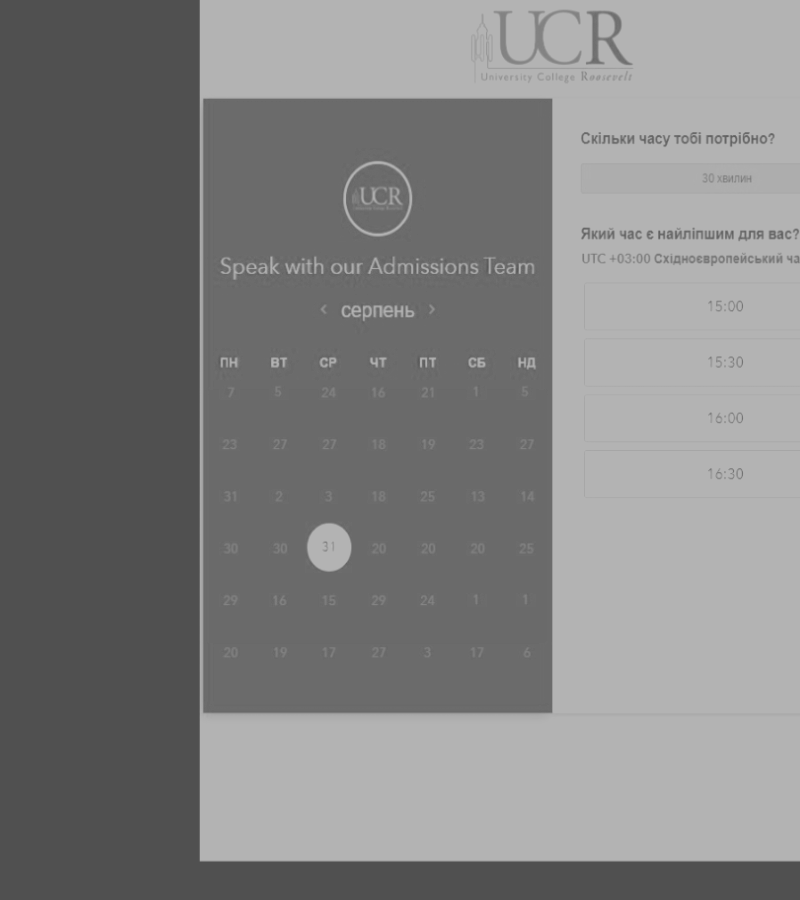 UCR
University College Roosevelt
UCR
Speak with our Admissions Team
‹ серпень ›
ПН ВТ СР ЧТ ПТ СБ НД
7 5 24 16 21 1 5
23 27 27 18 19 23 27
31 2 3 18 25 13 14
30 30 31 20 20 20 25
29 16 15 29 24 1 1
20 19 17 27 3 17 6
Скільки часу тобі потрібно?
30 хвилин
Який час є найліпшим для вас?
UTC +03:00 Східноєвропейський ча
15:00
15:30
16:00
16:30